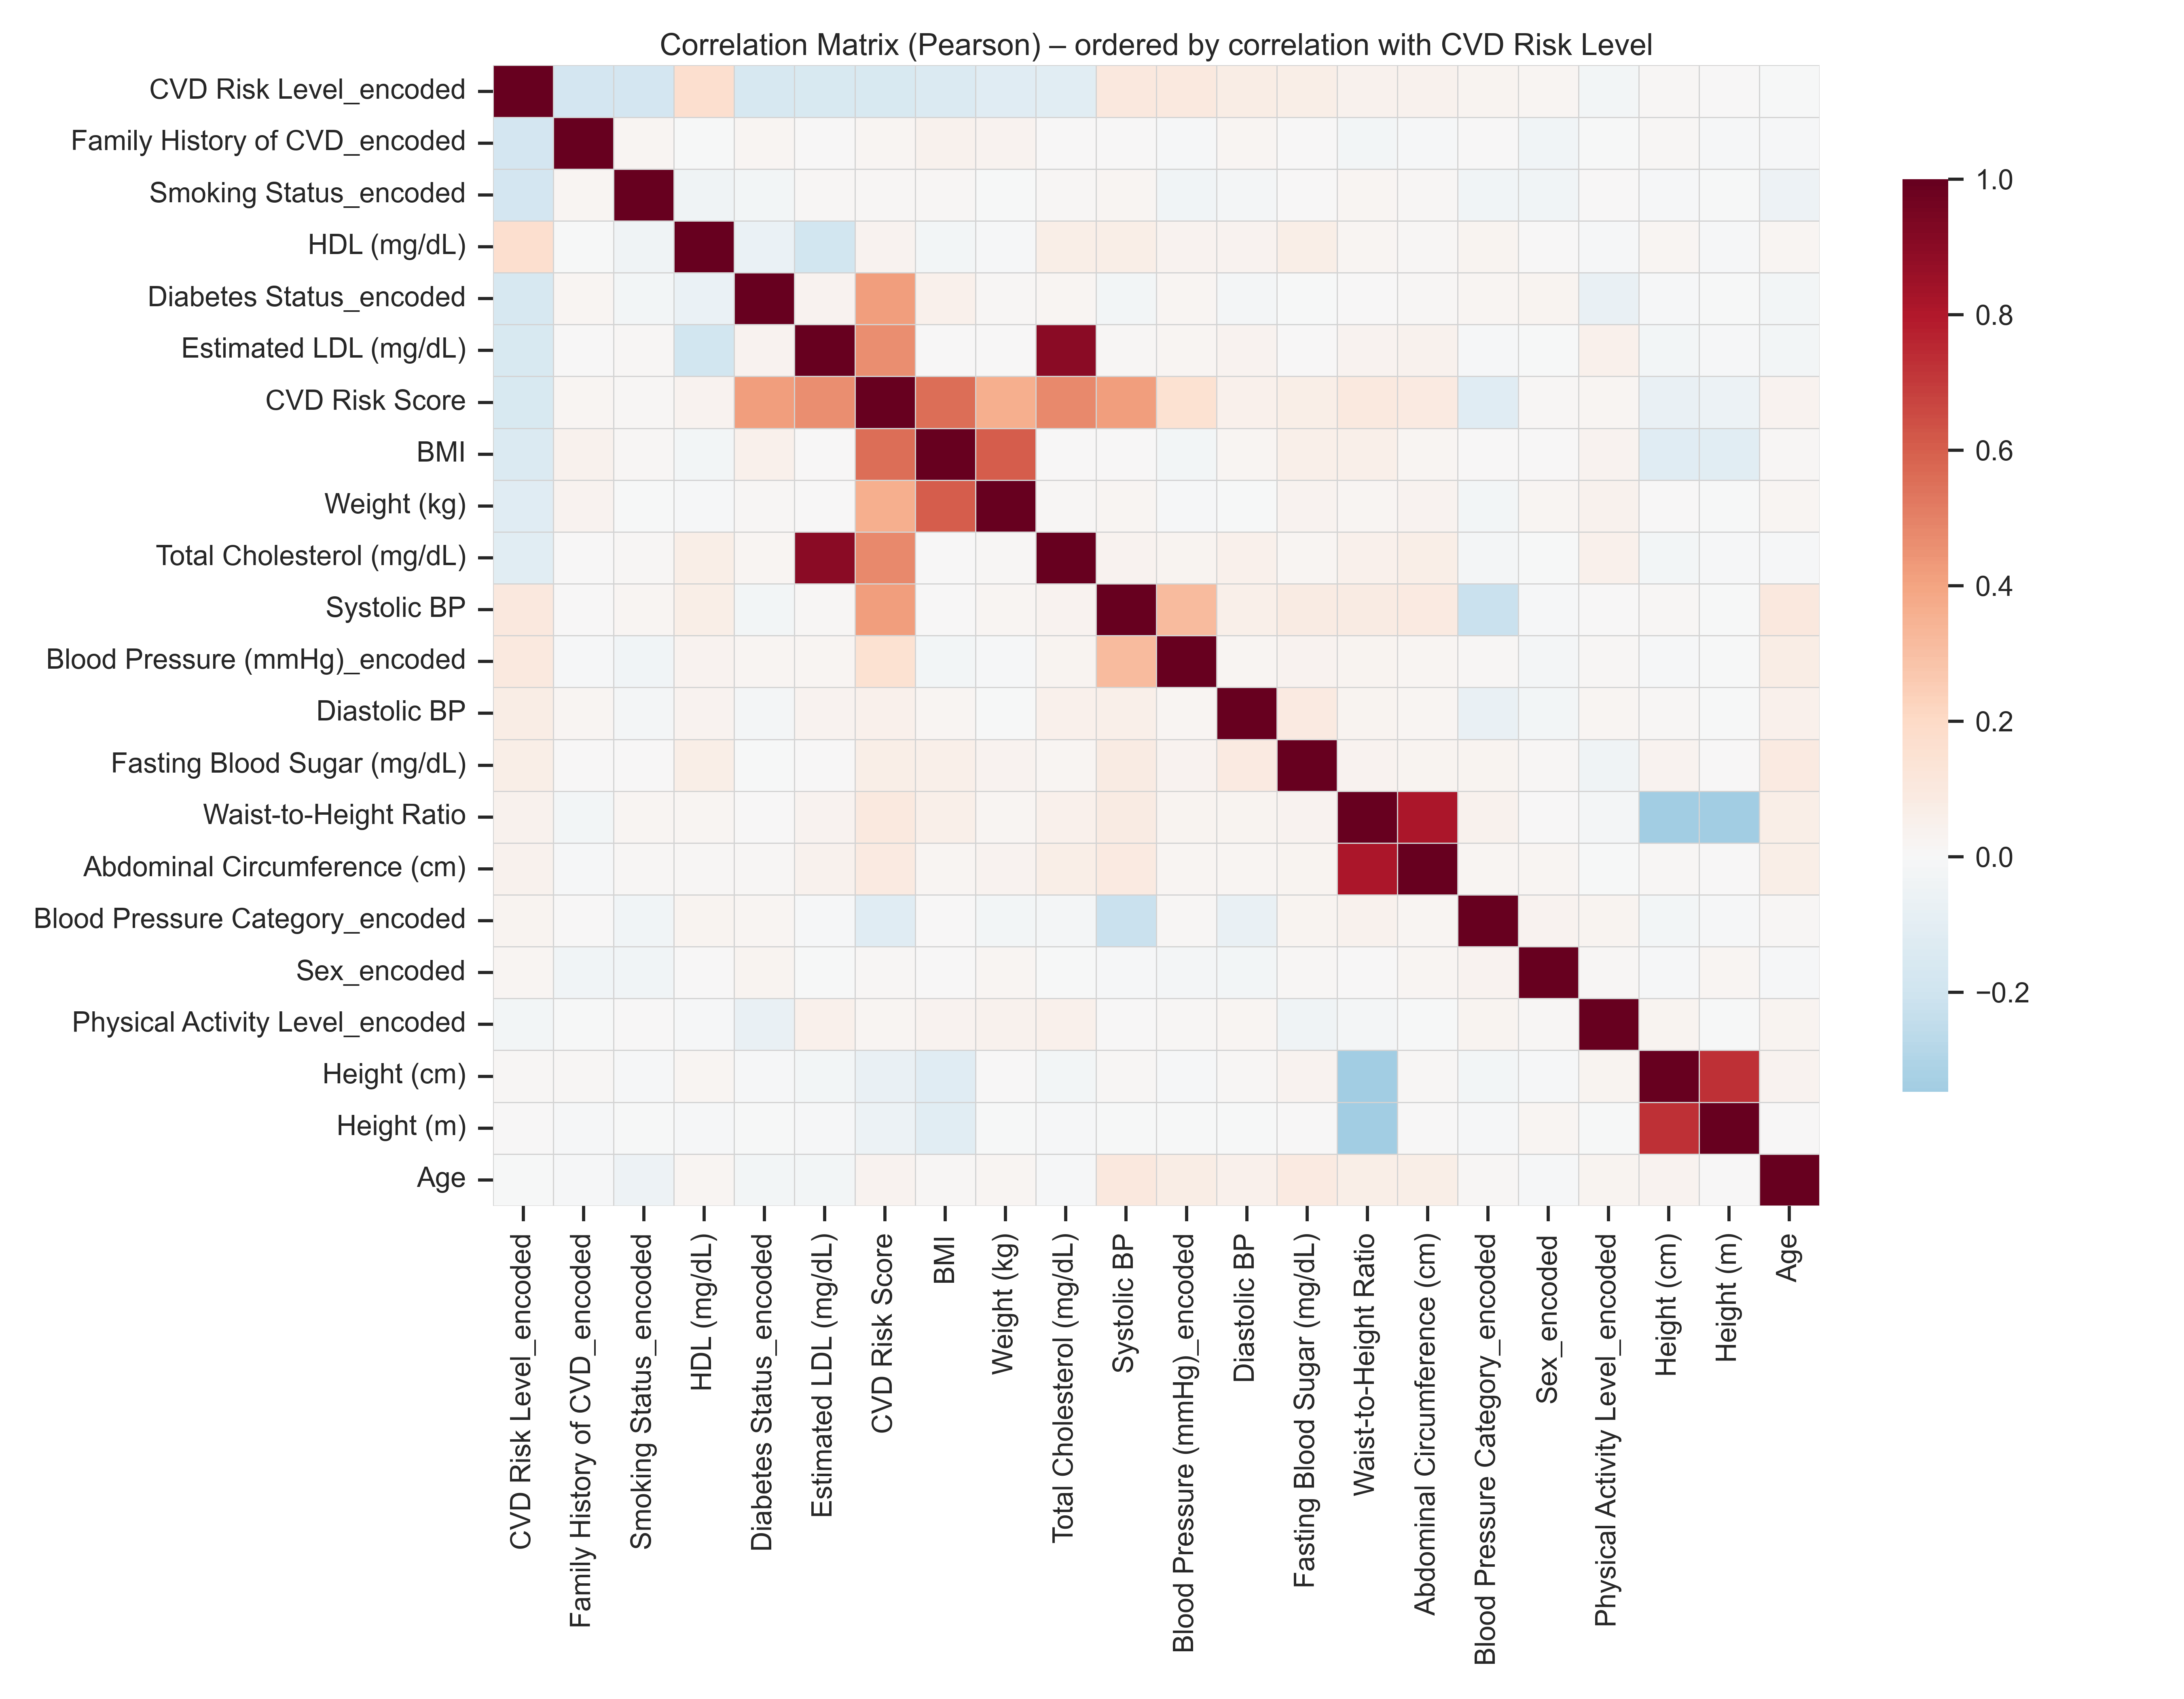 Correlation Matrix (Pearson) – ordered by correlation with CVD Risk Level
CVD Risk Level_encoded
Family History of CVD_encoded
Smoking Status_encoded
HDL (mg/dL)
Diabetes Status_encoded
Estimated LDL (mg/dL)
CVD Risk Score
BMI
Weight (kg)
Total Cholesterol (mg/dL)
Systolic BP
Blood Pressure (mmHg)_encoded
Diastolic BP
Fasting Blood Sugar (mg/dL)
Waist-to-Height Ratio
Abdominal Circumference (cm)
Blood Pressure Category_encoded
Sex_encoded
Physical Activity Level_encoded
Height (cm)
Height (m)
Age
CVD Risk Level_encoded
Family History of CVD_encoded
Smoking Status_encoded
HDL (mg/dL)
Diabetes Status_encoded
Estimated LDL (mg/dL)
CVD Risk Score
BMI
Weight (kg)
Total Cholesterol (mg/dL)
Systolic BP
Blood Pressure (mmHg)_encoded
Diastolic BP
Fasting Blood Sugar (mg/dL)
Waist-to-Height Ratio
Abdominal Circumference (cm)
Blood Pressure Category_encoded
Sex_encoded
Physical Activity Level_encoded
Height (cm)
Height (m)
Age
1.0
0.8
0.6
0.4
0.2
0.0
−0.2